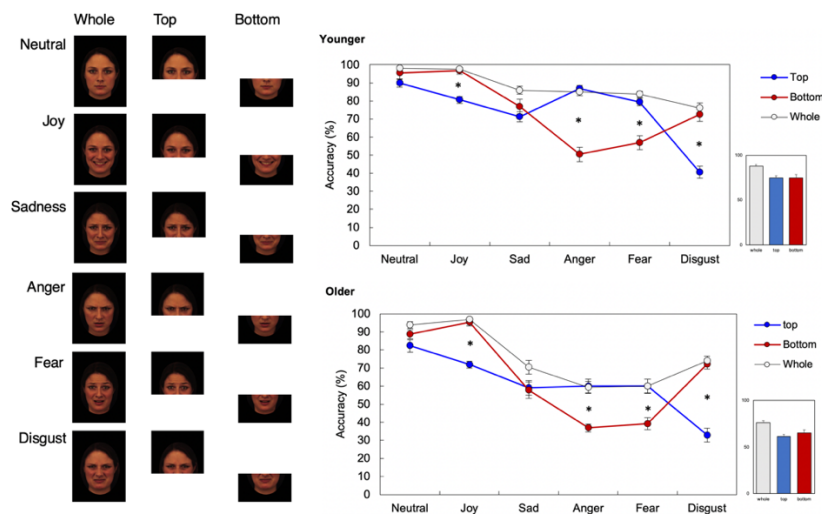 Whole Top Bottom
Neutral
Joy
Sadness
Anger
Fear
Disgust
Younger
100
90
80
70
60
50
40
30
20
10
0
Accuracy (%)
* * * *
Neutral Joy Sad Anger Fear Disgust
Top
Bottom
Whole
100
50
0
whole top bottom
Older
100
90
80
70
60
50
40
30
20
10
0
Accuracy (%)
* * * *
Neutral Joy Sad Anger Fear Disgust
top
Bottom
Whole
100
50
0
whole top bottom